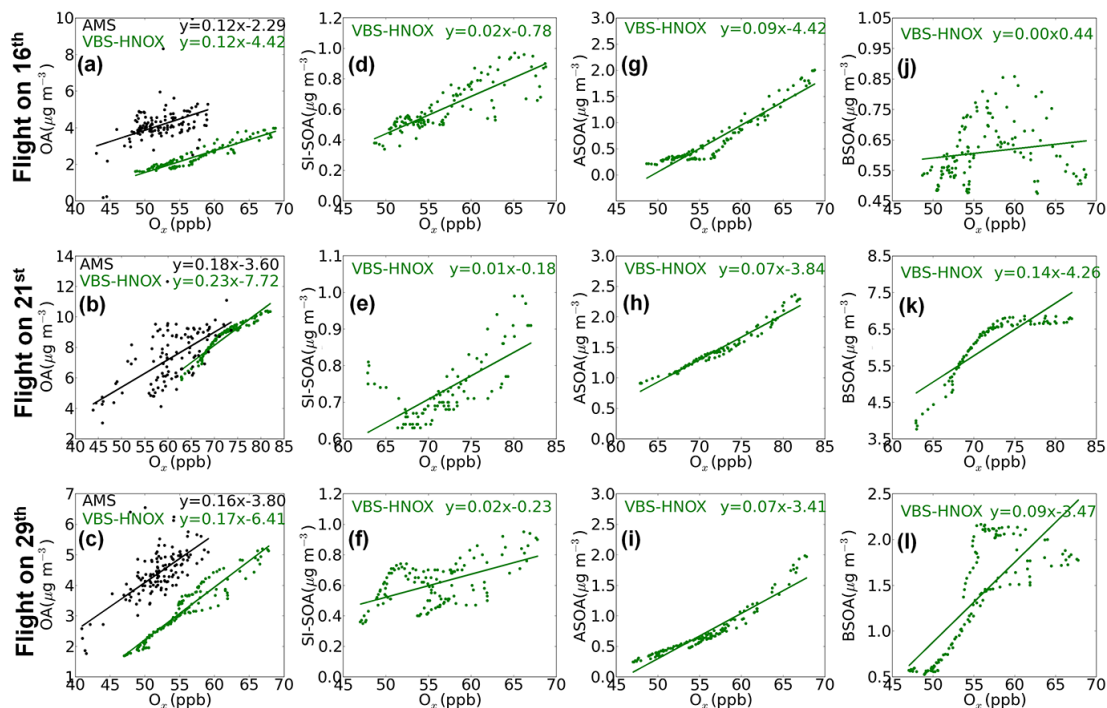 Flight on 16th
AMS y=0.12x-2.29
VBS-HNOX y=0.12x-4.42
(a)
OA(μg m−3)
10
8
6
4
2
0
40 45 50 55 60 65 70
Ox (ppb)
VBS-HNOX y=0.02x-0.78
(d)
SI-SOA(μg m−3)
1.2
1.0
0.8
0.6
0.4
0.2
0.0
45 50 55 60 65 70
Ox (ppb)
VBS-HNOX y=0.09x-4.42
(g)
ASOA(μg m−3)
3.0
2.5
2.0
1.5
1.0
0.5
0.0
45 50 55 60 65 70
Ox (ppb)
VBS-HNOX y=0.00x0.44
(j)
BSOA(μg m−3)
1.05
0.95
0.85
0.75
0.65
0.55
0.45
45 50 55 60 65 70
Ox (ppb)
Flight on 21st
AMS y=0.18x-3.60
VBS-HNOX y=0.23x-7.72
(b)
OA(μg m−3)
14
12
10
8
6
4
2
40 45 50 55 60 65 70 75 80 85
Ox (ppb)
VBS-HNOX y=0.01x-0.18
(e)
SI-SOA(μg m−3)
1.1
1.0
0.9
0.8
0.7
0.6
60 65 70 75 80 85
Ox (ppb)
VBS-HNOX y=0.07x-3.84
(h)
ASOA(μg m−3)
3.0
2.5
2.0
1.5
1.0
0.5
0.0
60 65 70 75 80 85
Ox (ppb)
VBS-HNOX y=0.14x-4.26
(k)
BSOA(μg m−3)
8.5
7.5
6.5
5.5
4.5
3.5
60 65 70 75 80 85
Ox (ppb)
Flight on 29th
AMS y=0.16x-3.80
VBS-HNOX y=0.17x-6.41
(c)
OA(μg m−3)
7
6
5
4
3
2
1
40 45 50 55 60 65 70
Ox (ppb)
VBS-HNOX y=0.02x-0.23
(f)
SI-SOA(μg m−3)
1.2
1.0
0.8
0.6
0.4
0.2
0.0
45 50 55 60 65 70
Ox (ppb)
VBS-HNOX y=0.07x-3.41
(i)
ASOA(μg m−3)
3.0
2.5
2.0
1.5
1.0
0.5
0.0
45 50 55 60 65 70
Ox (ppb)
VBS-HNOX y=0.09x-3.47
(l)
BSOA(μg m−3)
2.5
2.0
1.5
1.0
0.5
45 50 55 60 65 70
Ox (ppb)